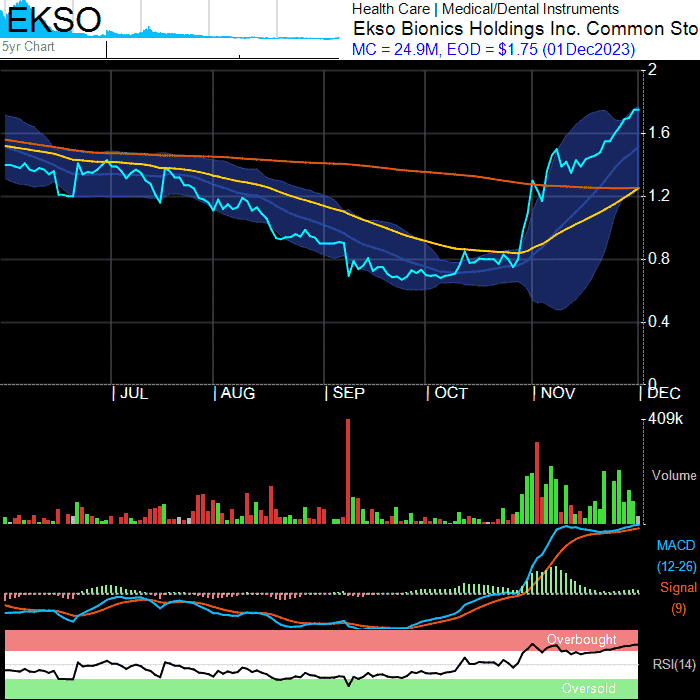 EKSO
5yr Chart
Health Care | Medical/Dental Instruments
Ekso Bionics Holdings Inc. Common Sto
MC = 24.9M, EOD = $1.75 (01Dec2023)
2
1.6
1.2
0.8
0.4
0
JUL
AUG
SEP
OCT
NOV
DEC
409k
Volume
MACD
(12-26)
Signal
(9)
Overbought
RSI(14)
Oversold